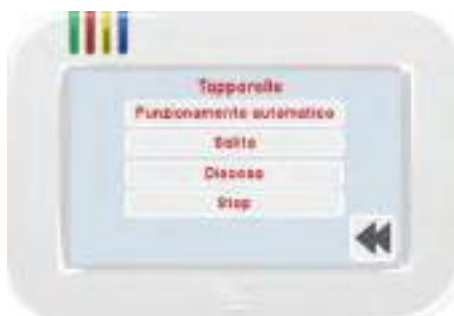 Tapparelle
Funzionamento automatico
Salita
Discesa
Stop